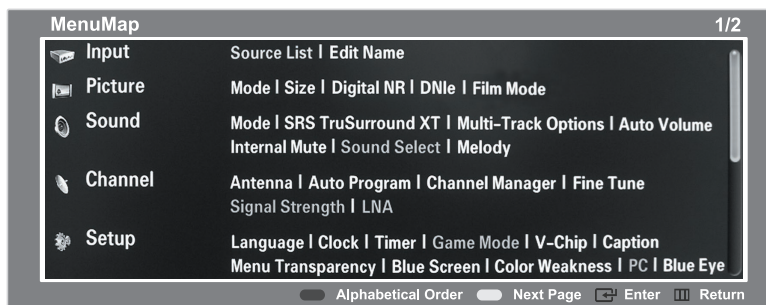 MenuMap 1/2
Input Source List | Edit Name
Picture Mode | Size | Digital NR | DNIe | Film Mode
Sound Mode | SRS TruSurround XT | Multi-Track Options | Auto Volume
Internal Mute | Sound Select | Melody
Channel Antenna | Auto Program | Channel Manager | Fine Tune
Signal Strength | LNA
Setup Language | Clock | Timer | Game Mode | V-Chip | Caption
Menu Transparency | Blue Screen | Color Weakness | PC | Blue Eye
Alphabetical Order Next Page Enter Return